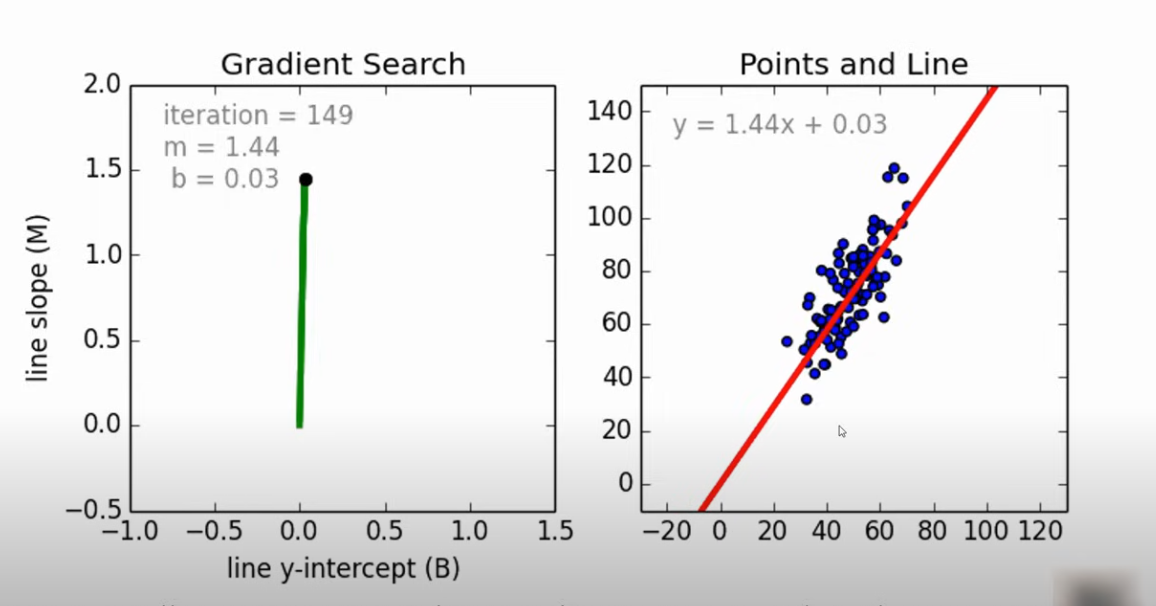 Gradient Search
2.0
iteration = 149
m = 1.44
b = 0.03
1.5
1.0
0.5
0.0
−0.5
line slope (M)
−1.0 −0.5 0.0 0.5 1.0 1.5
line y-intercept (B)
Points and Line
140
y = 1.44x + 0.03
120
100
80
60
40
20
0
−20 0 20 40 60 80 100 120